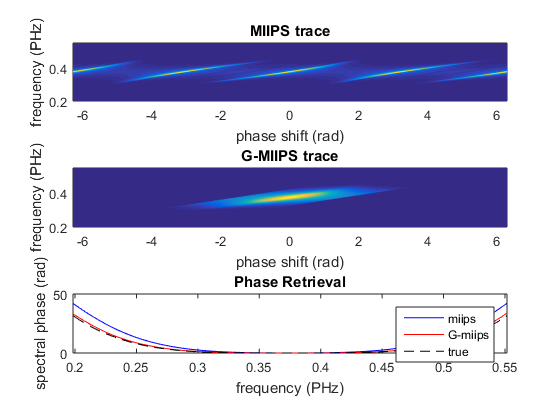 MIIPS trace
frequency (PHz)
0.4
0.2
-6 -4 -2 0 2 4 6
phase shift (rad)
G-MIIPS trace
frequency (PHz)
0.4
0.2
-6 -4 -2 0 2 4 6
phase shift (rad)
Phase Retrieval
spectral phase (rad)
50
0
miips
G-miips
true
0.2 0.25 0.3 0.35 0.4 0.45 0.5 0.55
frequency (PHz)